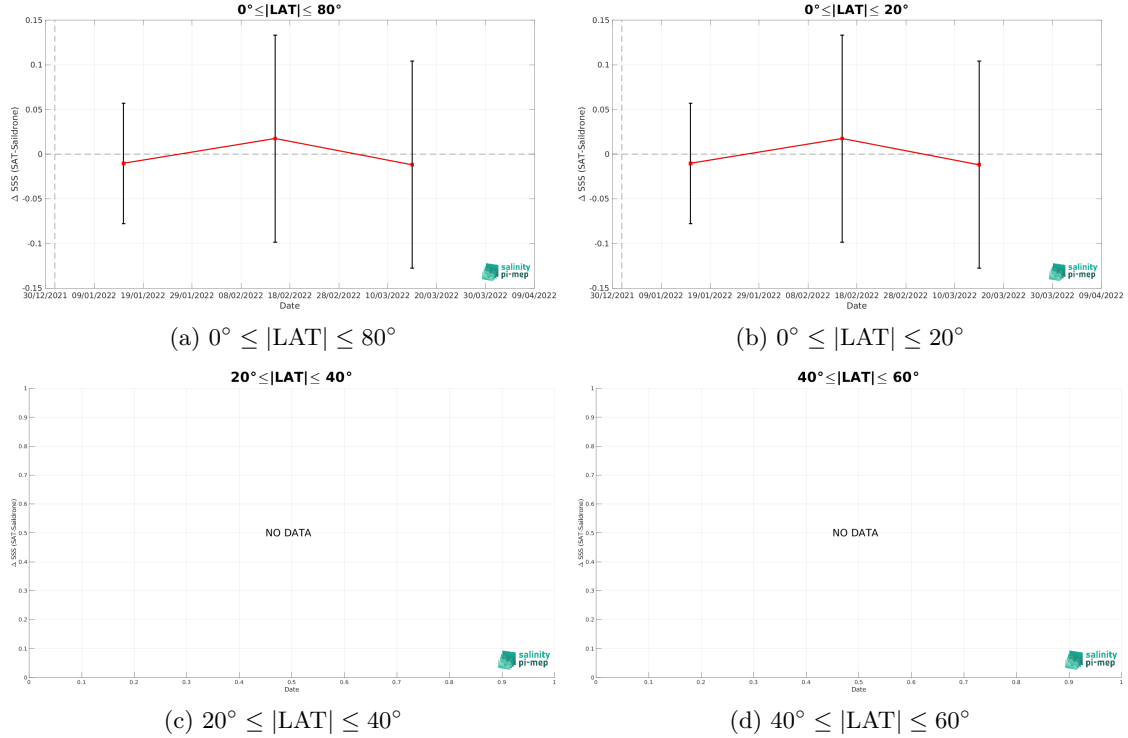 0°≤|LAT|≤ 80°
0.15
0.1
0.05
0
-0.05
-0.1
-0.15
Δ SSS (SAT-Saildrone)
30/12/2021 09/01/2022 19/01/2022 29/01/2022 08/02/2022 18/02/2022 28/02/2022 10/03/2022 20/03/2022 30/03/2022 09/04/2022
Date
salinity
pi-mep
(a) 0° ≤ |LAT| ≤ 80°
0°≤|LAT|≤ 20°
0.15
0.1
0.05
0
-0.05
-0.1
-0.15
Δ SSS (SAT-Saildrone)
30/12/2021 09/01/2022 19/01/2022 29/01/2022 08/02/2022 18/02/2022 28/02/2022 10/03/2022 20/03/2022 30/03/2022 09/04/2022
Date
salinity
pi-mep
(b) 0° ≤ |LAT| ≤ 20°
20°≤|LAT|≤ 40°
1
0.9
0.8
0.7
0.6
0.5
0.4
0.3
0.2
0.1
0
Δ SSS (SAT-Saildrone)
NO DATA
0 0.1 0.2 0.3 0.4 0.5 0.6 0.7 0.8 0.9 1
Date
salinity
pi-mep
(c) 20° ≤ |LAT| ≤ 40°
40°≤|LAT|≤ 60°
1
0.9
0.8
0.7
0.6
0.5
0.4
0.3
0.2
0.1
0
Δ SSS (SAT-Saildrone)
NO DATA
0 0.1 0.2 0.3 0.4 0.5 0.6 0.7 0.8 0.9 1
Date
salinity
pi-mep
(d) 40° ≤ |LAT| ≤ 60°